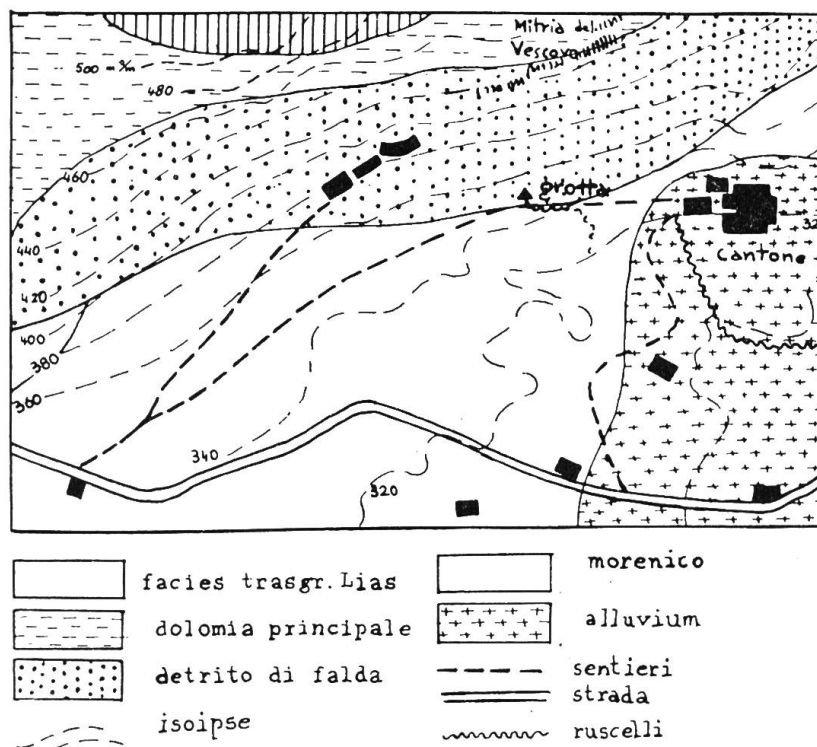 Mitria del
Vescovo
500 m s/m
480
460
grotta
440
Cantone
420
400
380
360
340
320
facies trasgr. Lias
morenico
dolomia principale
alluvium
detrito di falda
sentieri
strada
isoipse
ruscelli